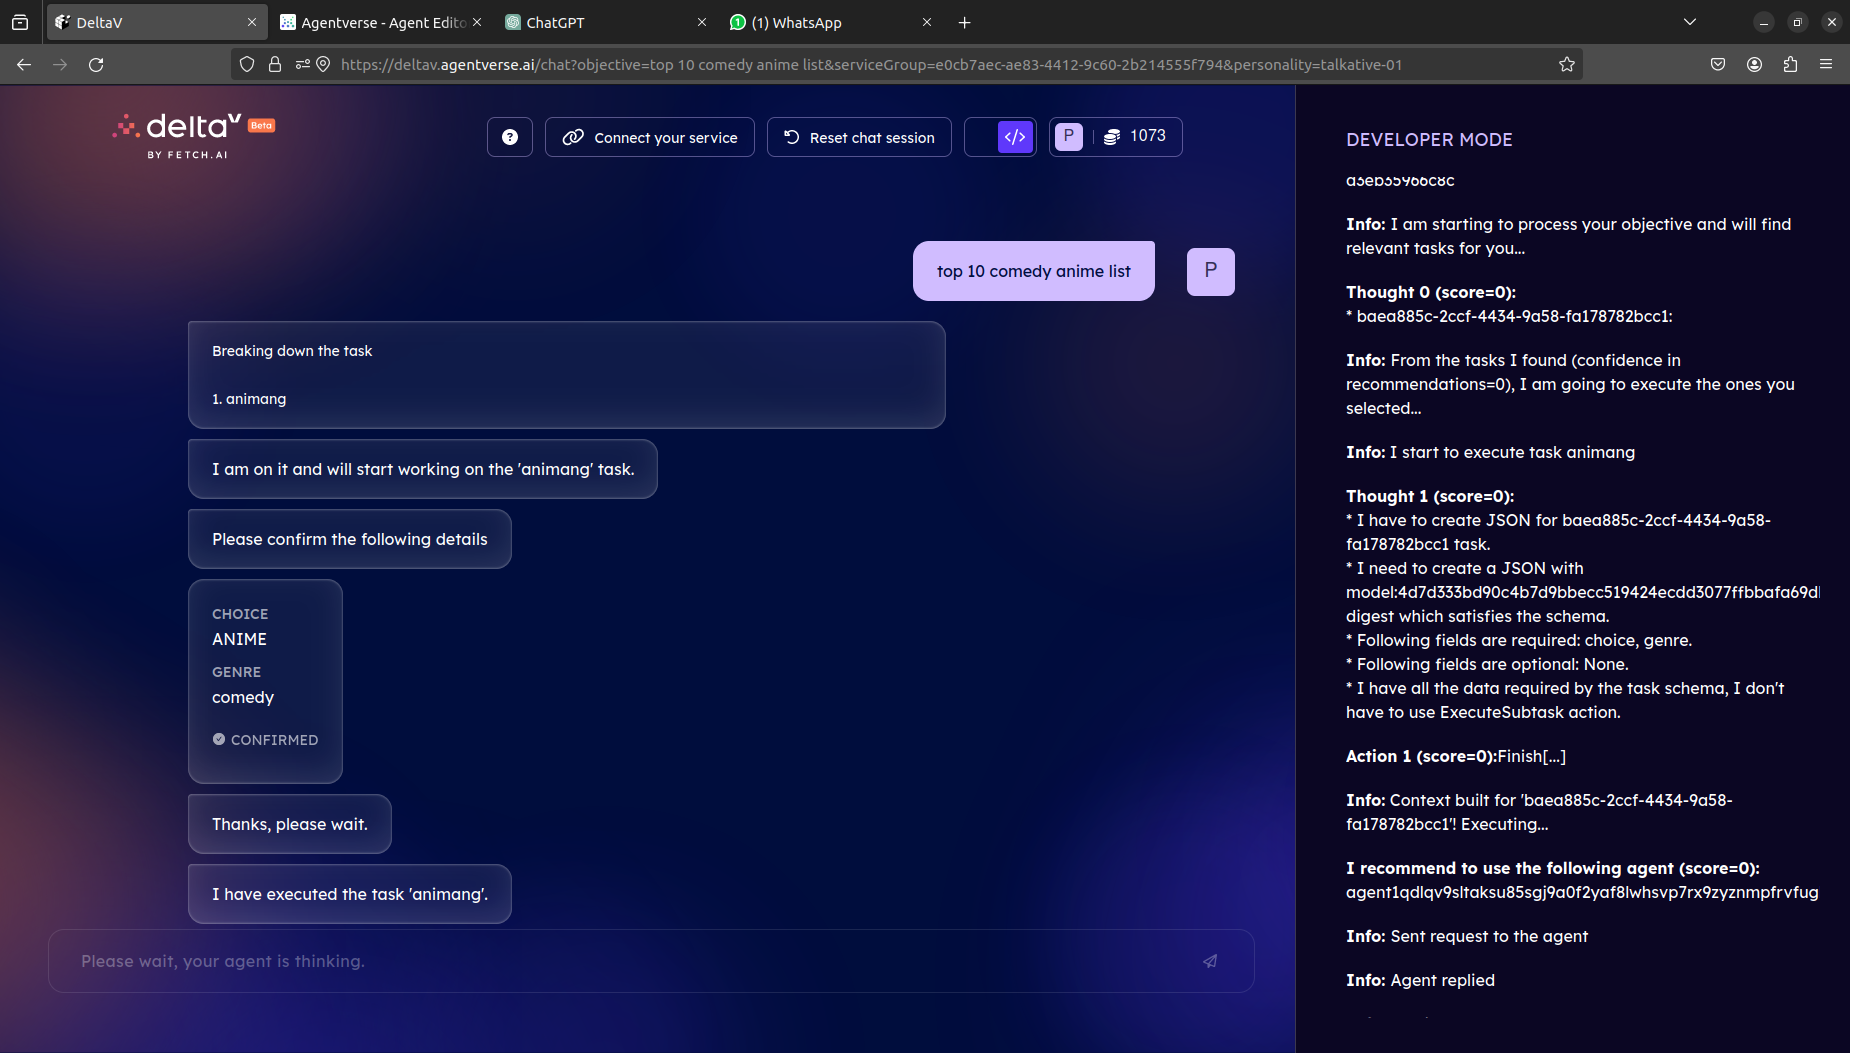 DeltaV
Agentverse - Agent Edito
ChatGPT
(1) WhatsApp
https://deltav.agentverse.ai/chat?objective=top 10 comedy anime list&serviceGroup=e0cb7aec-ae83-4412-9c60-2b214555f794&personality=talkative-01
deltaV Beta
BY FETCH.AI
Connect your service
Reset chat session
</>
P
1073
top 10 comedy anime list
P
Breaking down the task
1. animang
I am on it and will start working on the 'animang' task.
Please confirm the following details
CHOICE
ANIME
GENRE
comedy
CONFIRMED
Thanks, please wait.
I have executed the task 'animang'.
Please wait, your agent is thinking.
DEVELOPER MODE
a3eb35966c8c
Info: I am starting to process your objective and will find
relevant tasks for you...
Thought 0 (score=0):
* baea885c-2ccf-4434-9a58-fa178782bcc1:
Info: From the tasks I found (confidence in
recommendations=0), I am going to execute the ones you
selected...
Info: I start to execute task animang
Thought 1 (score=0):
* I have to create JSON for baea885c-2ccf-4434-9a58-
fa178782bcc1 task.
* I need to create a JSON with
model:4d7d333bd90c4b7d9bbecc519424ecdd3077ffbbafa69d
digest which satisfies the schema.
* Following fields are required: choice, genre.
* Following fields are optional: None.
* I have all the data required by the task schema, I don't
have to use ExecuteSubtask action.
Action 1 (score=0):Finish[...]
Info: Context built for 'baea885c-2ccf-4434-9a58-
fa178782bcc1'! Executing...
I recommend to use the following agent (score=0):
agent1qdlqv9sltaksu85sgj9a0f2yaf8lwhsvp7rx9zyznmpfrvfug
Info: Sent request to the agent
Info: Agent replied